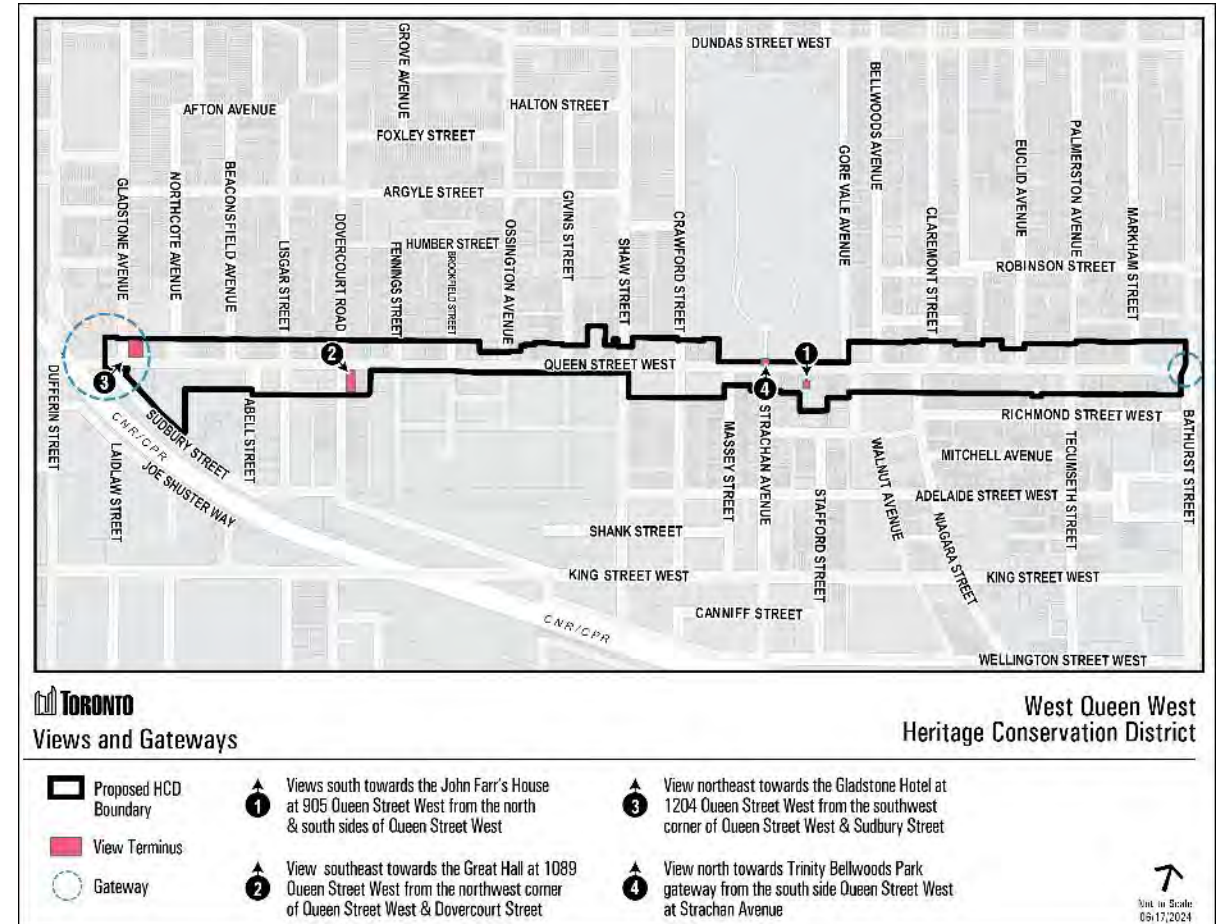 DUNDAS STREET WEST
GROVE AVENUE
AFTON AVENUE
HALTON STREET
FOXLEY STREET
BELLWOODS AVENUE
GORE VALE AVENUE
EUCLID AVENUE
PALMERSTON AVENUE
GLADSTONE AVENUE
NORTHCOTE AVENUE
BEACONSFIELD AVENUE
ARGYLE STREET
LISGAR STREET
DOVERCOURT ROAD
FENNINGS STREET
HUMBER STREET
BROOKFIELD STREET
OSSINGTON AVENUE
GIVINS STREET
SHAW STREET
CRAWFORD STREET
CLAREMONT STREET
ROBINSON STREET
MARKHAM STREET
2
1
QUEEN STREET WEST
3
4
DUFFERIN STREET
CNR/CPR
SUDBURY STREET
ABELL STREET
LAIDLAW STREET
JOE SHUSTER WAY
MASSEY STREET
STRACHAN AVENUE
RICHMOND STREET WEST
BATHURST STREET
WALNUT AVENUE
MITCHELL AVENUE
TECUMSETH STREET
STAFFORD STREET
ADELAIDE STREET WEST
NIAGARA STREET
SHANK STREET
KING STREET WEST
KING STREET WEST
CANNIFF STREET
CNR/CPR
WELLINGTON STREET WEST
TORONTO
Views and Gateways
West Queen West
Heritage Conservation District
Proposed HCD
Boundary
View Terminus
Gateway
1
Views south towards the John Farr's House
at 905 Queen Street West from the north
& south sides of Queen Street West
2
View southeast towards the Great Hall at 1089
Queen Street West from the northwest corner
of Queen Street West & Dovercourt Street
3
View northeast towards the Gladstone Hotel at
1204 Queen Street West from the southwest
corner of Queen Street West & Sudbury Street
4
View north towards Trinity Bellwoods Park
gateway from the south side Queen Street West
at Strachan Avenue
Not to Scale
06/17/2024